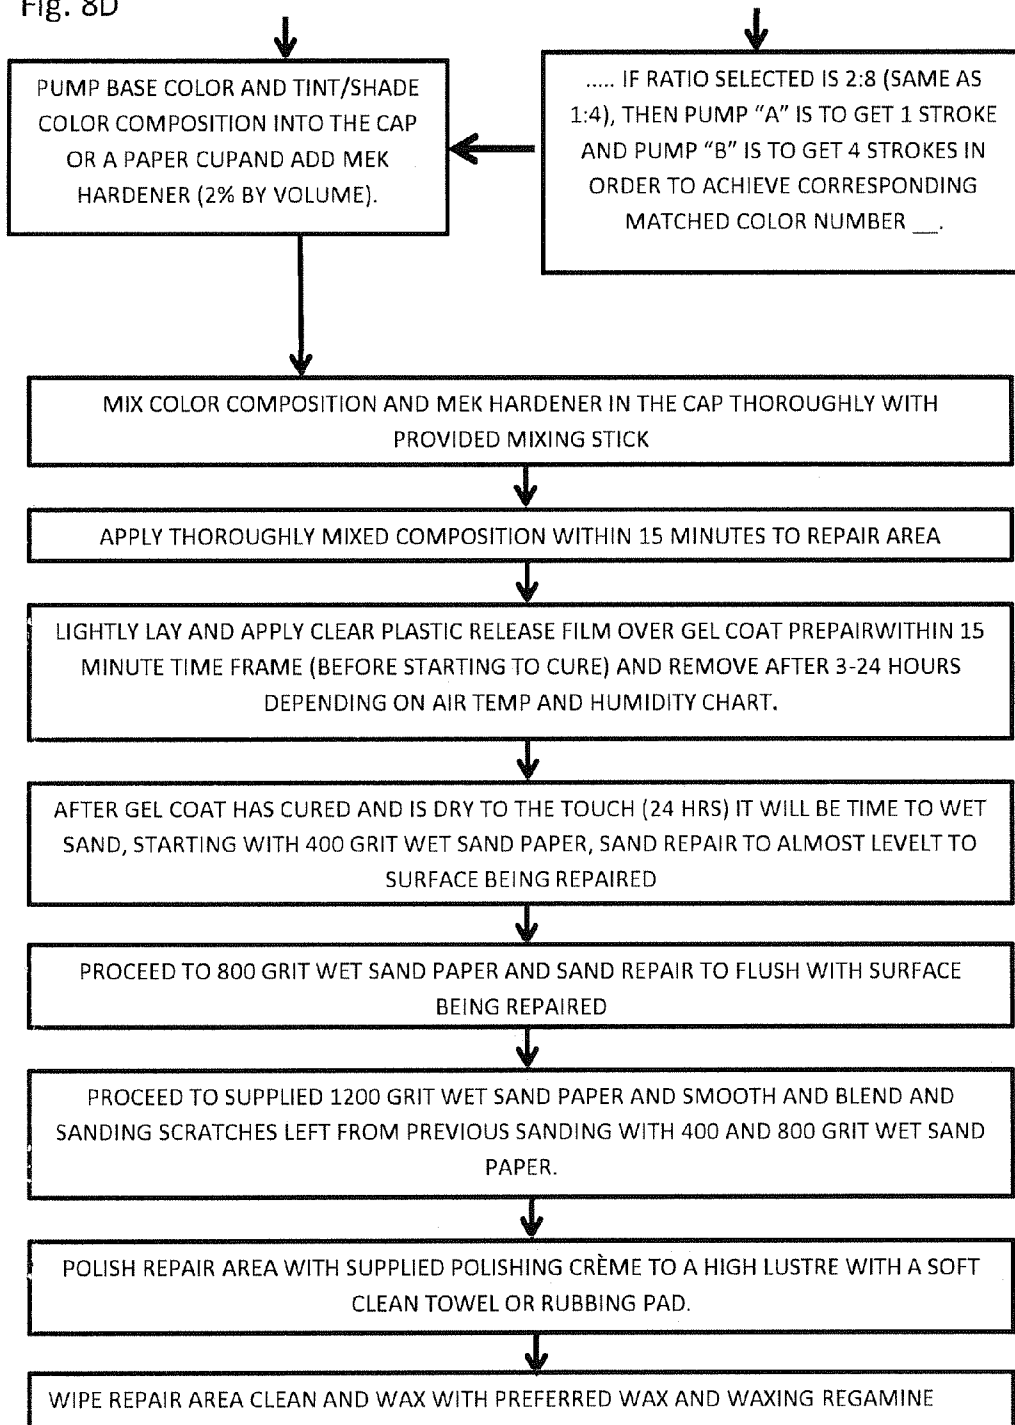 Fig. 8D
PUMP BASE COLOR AND TINT/SHADE
COLOR COMPOSITION INTO THE CAP
OR A PAPER CUPAND ADD MEK
HARDENER (2% BY VOLUME).
..... IF RATIO SELECTED IS 2:8 (SAME AS
1:4), THEN PUMP “A” IS TO GET 1 STROKE
AND PUMP “B” IS TO GET 4 STROKES IN
ORDER TO ACHIEVE CORRESPONDING
MATCHED COLOR NUMBER __.
MIX COLOR COMPOSITION AND MEK HARDENER IN THE CAP THOROUGHLY WITH
PROVIDED MIXING STICK
APPLY THOROUGHLY MIXED COMPOSITION WITHIN 15 MINUTES TO REPAIR AREA
LIGHTLY LAY AND APPLY CLEAR PLASTIC RELEASE FILM OVER GEL COAT PREPAIRWITHIN 15
MINUTE TIME FRAME (BEFORE STARTING TO CURE) AND REMOVE AFTER 3-24 HOURS
DEPENDING ON AIR TEMP AND HUMIDITY CHART.
AFTER GEL COAT HAS CURED AND IS DRY TO THE TOUCH (24 HRS) IT WILL BE TIME TO WET
SAND, STARTING WITH 400 GRIT WET SAND PAPER, SAND REPAIR TO ALMOST LEVELT TO
SURFACE BEING REPAIRED
PROCEED TO 800 GRIT WET SAND PAPER AND SAND REPAIR TO FLUSH WITH SURFACE
BEING REPAIRED
PROCEED TO SUPPLIED 1200 GRIT WET SAND PAPER AND SMOOTH AND BLEND AND
SANDING SCRATCHES LEFT FROM PREVIOUS SANDING WITH 400 AND 800 GRIT WET SAND
PAPER.
POLISH REPAIR AREA WITH SUPPLIED POLISHING CRÈME TO A HIGH LUSTRE WITH A SOFT
CLEAN TOWEL OR RUBBING PAD.
WIPE REPAIR AREA CLEAN AND WAX WITH PREFERRED WAX AND WAXING REGAMINE